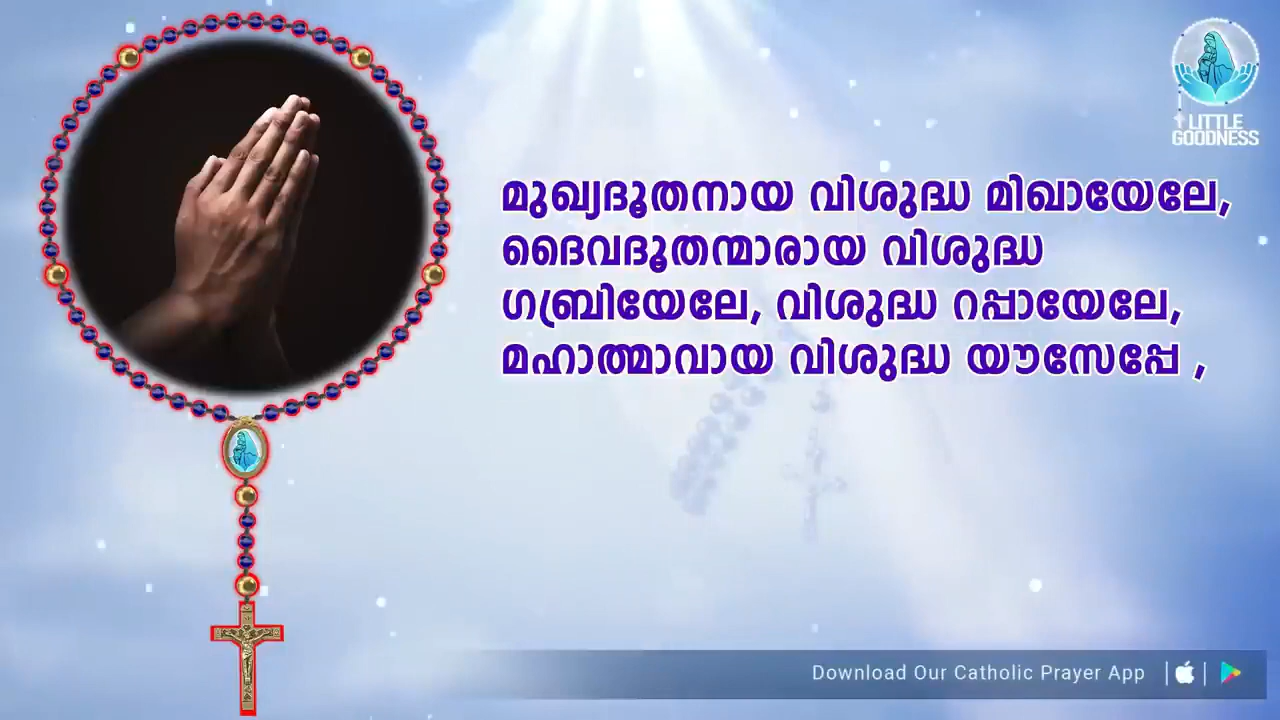 LITTLE
GOODNESS
മുഖ്യദൂതനായ വിശുദ്ധ മിഖായേലേ,
ദൈവദൂതന്മാരായ വിശുദ്ധ
ഗബ്രിയേലേ, വിശുദ്ധ റപ്പായേലേ,
മഹാത്മാവായ വിശുദ്ധ യൗസേപ്പേ ,
Download Our Catholic Prayer App